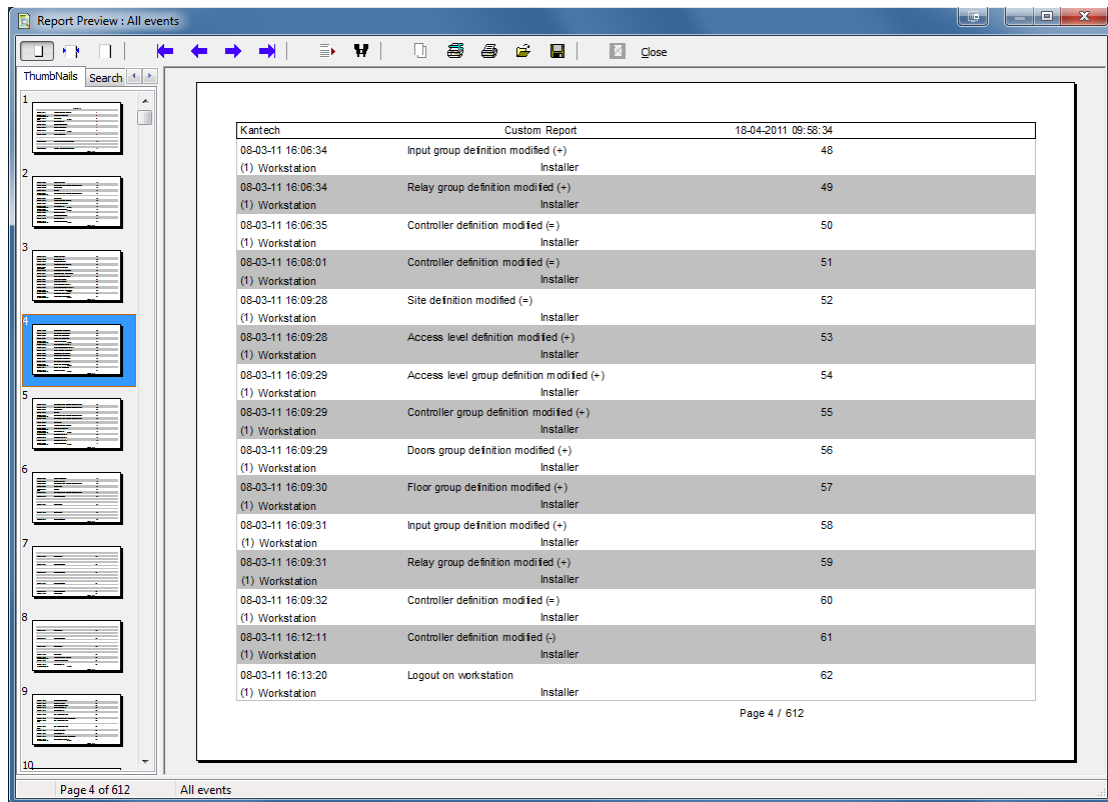 Report Preview : All events
Close
ThumbNails Search
1
2
3
4
5
6
7
8
9
10
Kantech Custom Report 18-04-2011 09:58:34
08-03-11 16:06:34 Input group definition modified (+) 48
(1) Workstation Installer
08-03-11 16:06:34 Relay group definition modified (+) 49
(1) Workstation Installer
08-03-11 16:06:35 Controller definition modified (=) 50
(1) Workstation Installer
08-03-11 16:08:01 Controller definition modified (=) 51
(1) Workstation Installer
08-03-11 16:09:28 Site definition modified (=) 52
(1) Workstation Installer
08-03-11 16:09:28 Access level definition modified (+) 53
(1) Workstation Installer
08-03-11 16:09:29 Access level group definition modified (+) 54
(1) Workstation Installer
08-03-11 16:09:29 Controller group definition modified (+) 55
(1) Workstation Installer
08-03-11 16:09:29 Doors group definition modified (+) 56
(1) Workstation Installer
08-03-11 16:09:30 Floor group definition modified (+) 57
(1) Workstation Installer
08-03-11 16:09:31 Input group definition modified (+) 58
(1) Workstation Installer
08-03-11 16:09:31 Relay group definition modified (+) 59
(1) Workstation Installer
08-03-11 16:09:32 Controller definition modified (=) 60
(1) Workstation Installer
08-03-11 16:12:11 Controller definition modified (-) 61
(1) Workstation Installer
08-03-11 16:13:20 Logout on workstation 62
(1) Workstation Installer
Page 4 / 612
Page 4 of 612 All events